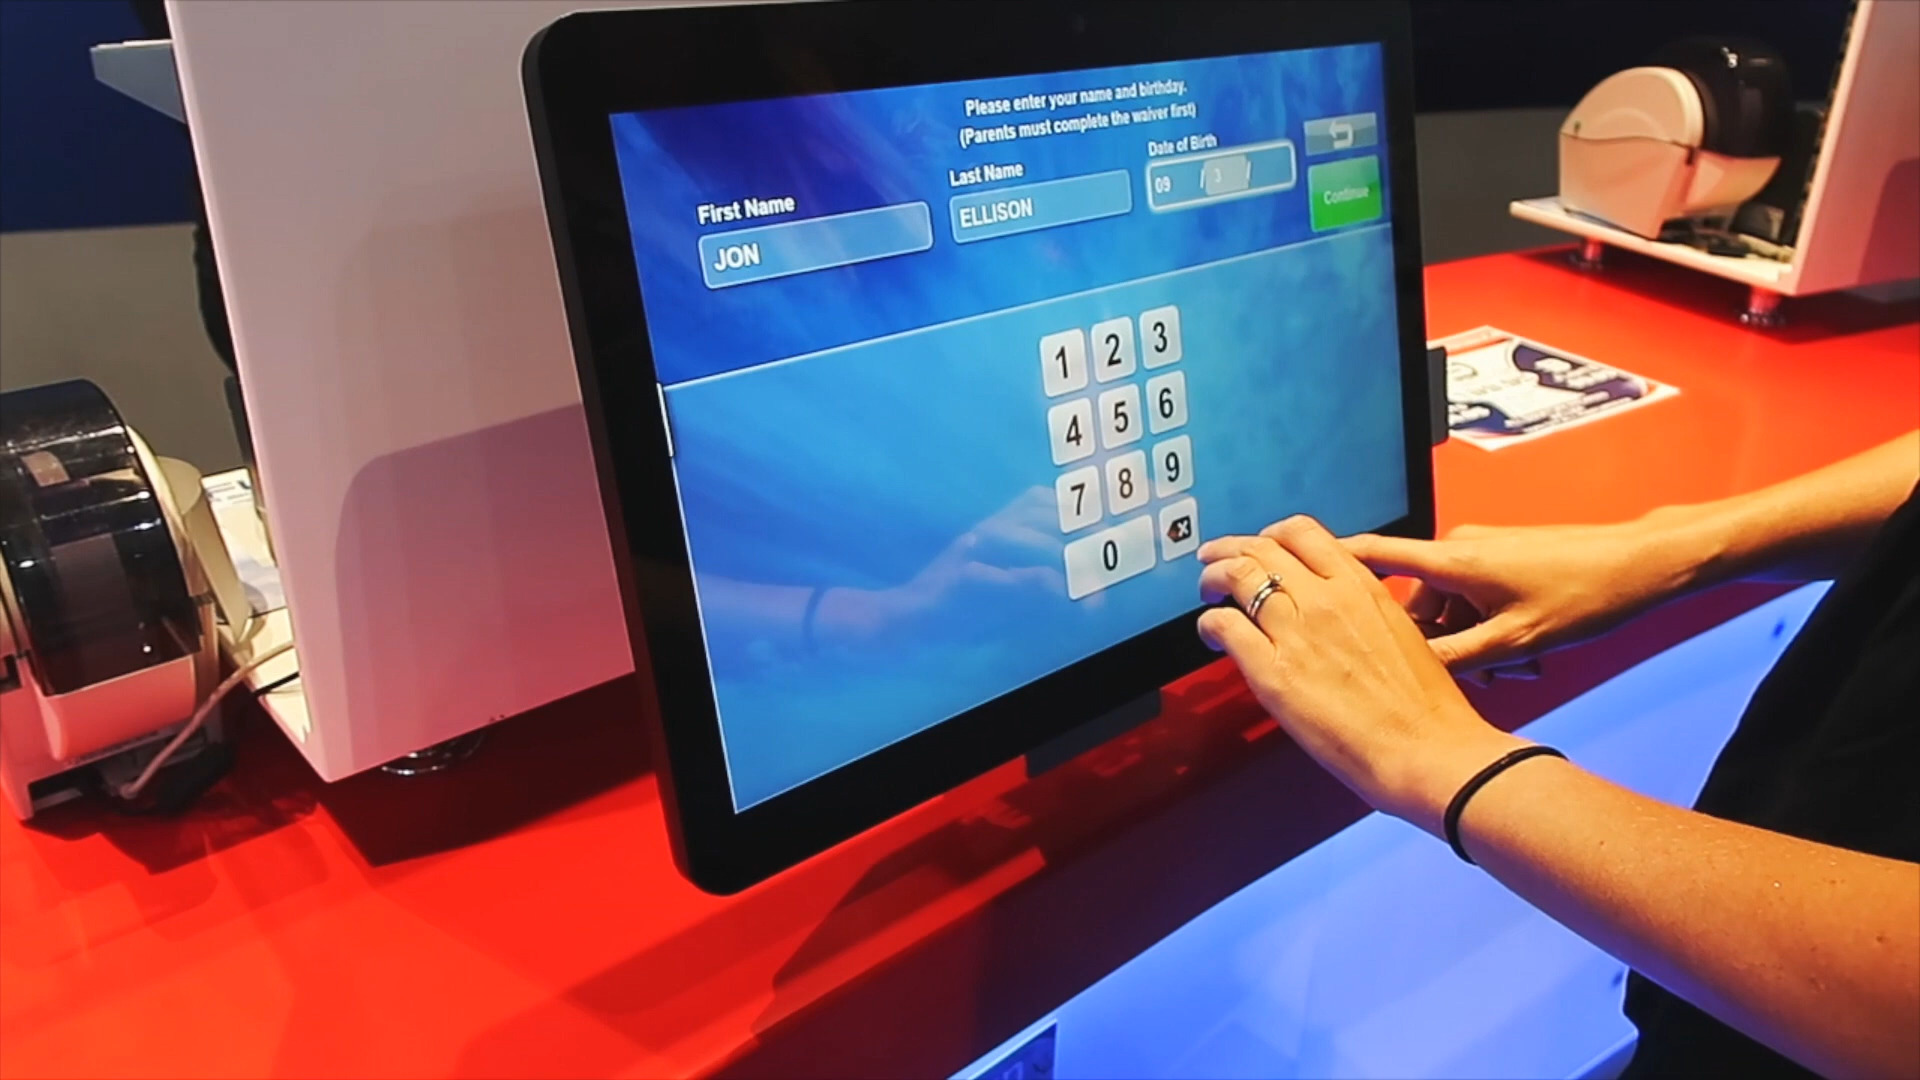 Please enter your name and birthday.
(Parents must complete the waiver first)
First Name
Last Name
Date of Birth
JON
ELLISON
09 / 3 /
Continue
1 2 3
4 5 6
7 8 9
0